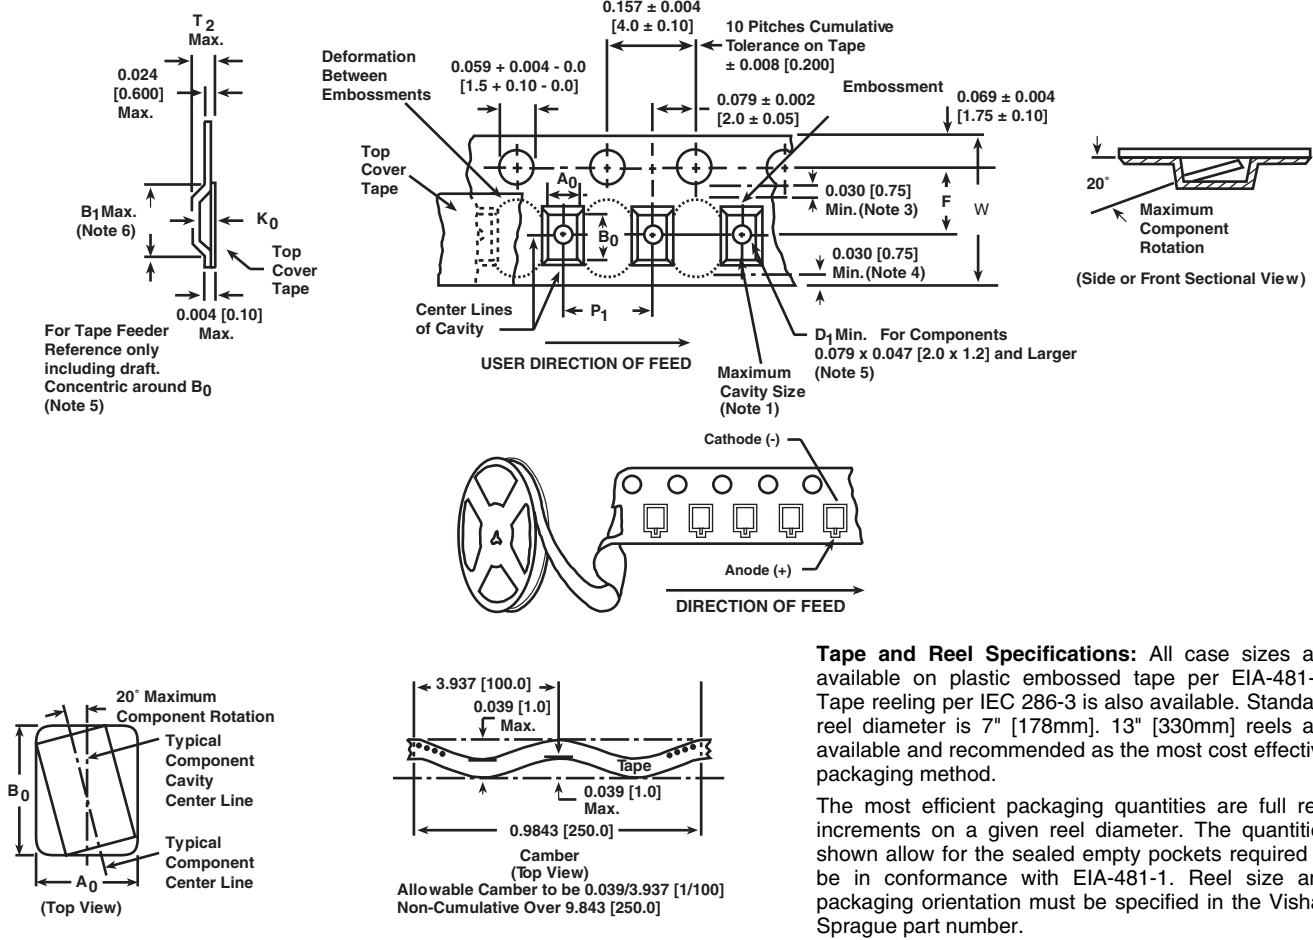 T2
Max.
0.024
[0.600]
Max.
B1Max.
(Note 6)
K0
Top
Cover
Tape
0.004 [0.10]
Max.
For Tape Feeder
Reference only
including draft.
Concentric around B0
(Note 5)
Deformation
Between
Embossments
0.059 + 0.004 - 0.0
[1.5 + 0.10 - 0.0]
0.157 ± 0.004
[4.0 ± 0.10]
10 Pitches Cumulative
Tolerance on Tape
± 0.008 [0.200]
0.079 ± 0.002
[2.0 ± 0.05]
Embossment
0.069 ± 0.004
[1.75 ± 0.10]
Top
Cover
Tape
A0
B0
0.030 [0.75]
Min.(Note 3)
F
W
0.030 [0.75]
Min.(Note 4)
Center Lines
of Cavity
P1
USER DIRECTION OF FEED
D1Min. For Components
0.079 x 0.047 [2.0 x 1.2] and Larger
(Note 5)
Maximum
Cavity Size
(Note 1)
20°
Maximum
Component
Rotation
(Side or Front Sectional View)
Cathode (-)
Anode (+)
DIRECTION OF FEED
20° Maximum
Component Rotation
Typical
Component
Cavity
Center Line
B0
Typical
Component
Center Line
A0
(Top View)
3.937 [100.0]
0.039 [1.0]
Max.
Tape
0.039 [1.0]
Max.
0.9843 [250.0]
Camber
(Top View)
Allowable Camber to be 0.039/3.937 [1/100]
Non-Cumulative Over 9.843 [250.0]
Tape and Reel Specifications: All case sizes a
available on plastic embossed tape per EIA-481-
Tape reeling per IEC 286-3 is also available. Standa
reel diameter is 7" [178mm]. 13" [330mm] reels a
available and recommended as the most cost effectiv
packaging method.
The most efficient packaging quantities are full re
increments on a given reel diameter. The quantitie
shown allow for the sealed empty pockets required
be in conformance with EIA-481-1. Reel size an
packaging orientation must be specified in the Visha
Sprague part number.